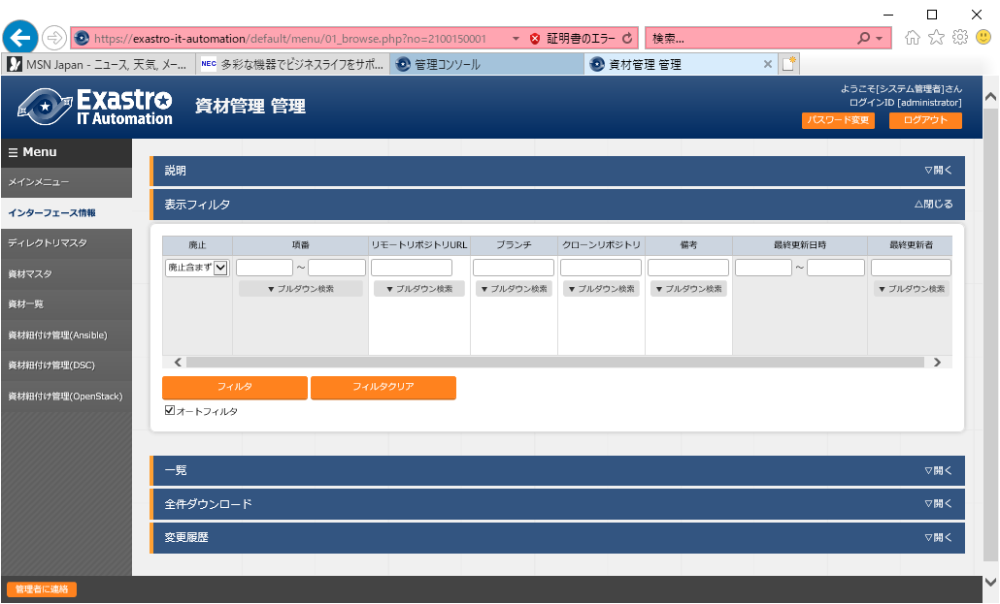 https://exastro-it-automation/default/menu/01_browse.php?no=2100150001 証明書のエラー 検索...
MSN Japan - ニュース, 天気, メー... NEC 多彩な機器でビジネスライフをサポ... 管理コンソール 資材管理 管理
Exastro IT Automation 資材管理 管理
ようこそ[システム管理者]さん
ログインID [administrator]
パスワード変更 ログアウト
Menu
メインメニュー
インターフェース情報
ディレクトリマスタ
資材マスタ
資材一覧
資材紐付け管理(Ansible)
資材紐付け管理(DSC)
資材紐付け管理(OpenStack)
説明 ▽開く
表示フィルタ △閉じる
廃止 項番 リモートリポジトリURL ブランチ クローンリポジトリ 備考 最終更新日時 最終更新者
廃止含まず ～ ～
▼ プルダウン検索 ▼ プルダウン検索 ▼ プルダウン検索 ▼ プルダウン検索 ▼ プルダウン検索 ▼ プルダウン検索
フィルタ フィルタクリア
オートフィルタ
一覧 ▽開く
全件ダウンロード ▽開く
変更履歴 ▽開く
管理者に連絡